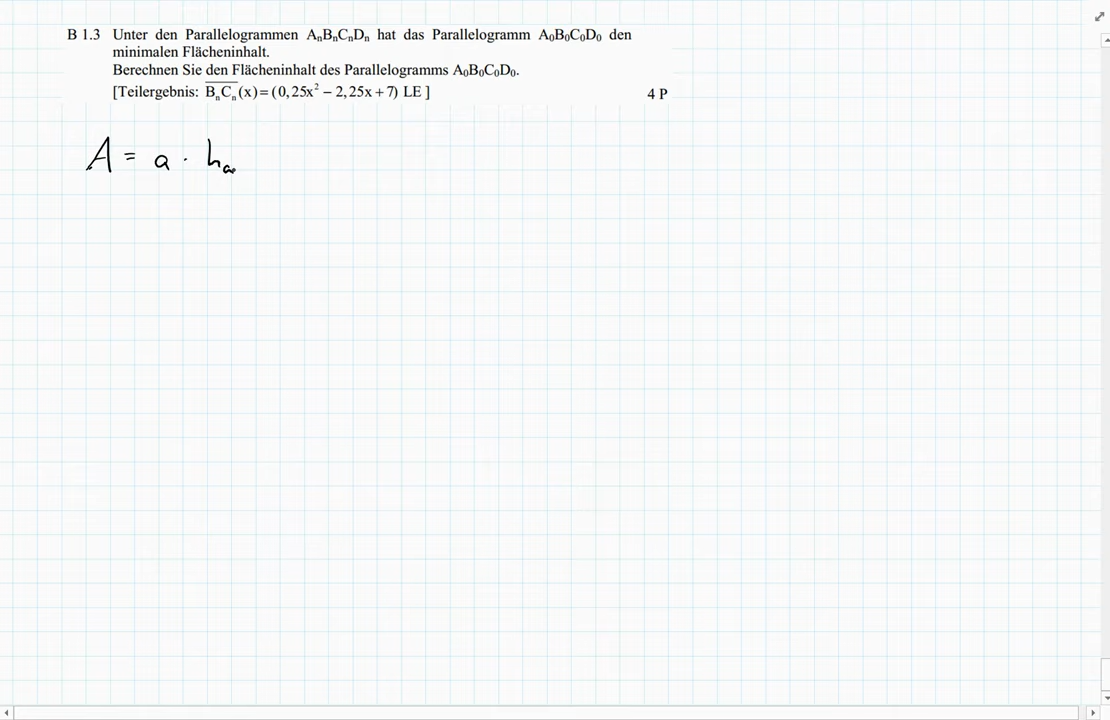 B 1.3 Unter den Parallelogrammen AₙBₙCₙDₙ hat das Parallelogramm A₀B₀C₀D₀ den
minimalen Flächeninhalt.
Berechnen Sie den Flächeninhalt des Parallelogramms A₀B₀C₀D₀.
[Teilergebnis: B̅ₙC̅ₙ(x) = (0,25x² − 2,25x + 7) LE ] 4 P
A = a · hₐ